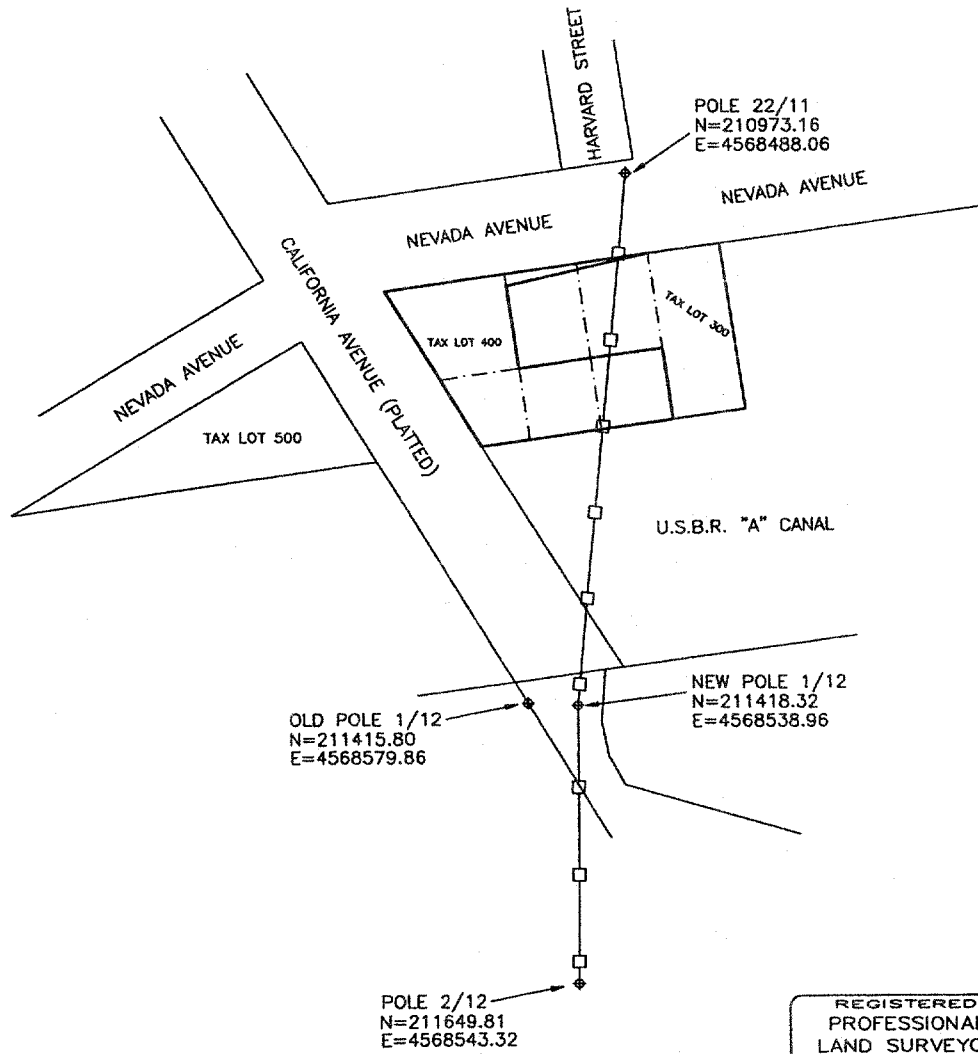 HARVARD STREET
POLE 22/11
N=210973.16
E=4568488.06
NEVADA AVENUE
NEVADA AVENUE
CALIFORNIA AVENUE (PLATTED)
TAX LOT 300
TAX LOT 400
NEVADA AVENUE
TAX LOT 500
U.S.B.R. "A" CANAL
NEW POLE 1/12
N=211418.32
E=4568538.96
OLD POLE 1/12
N=211415.80
E=4568579.86
POLE 2/12
N=211649.81
E=4568543.32
REGISTERED
PROFESSIONAL
LAND SURVEYO